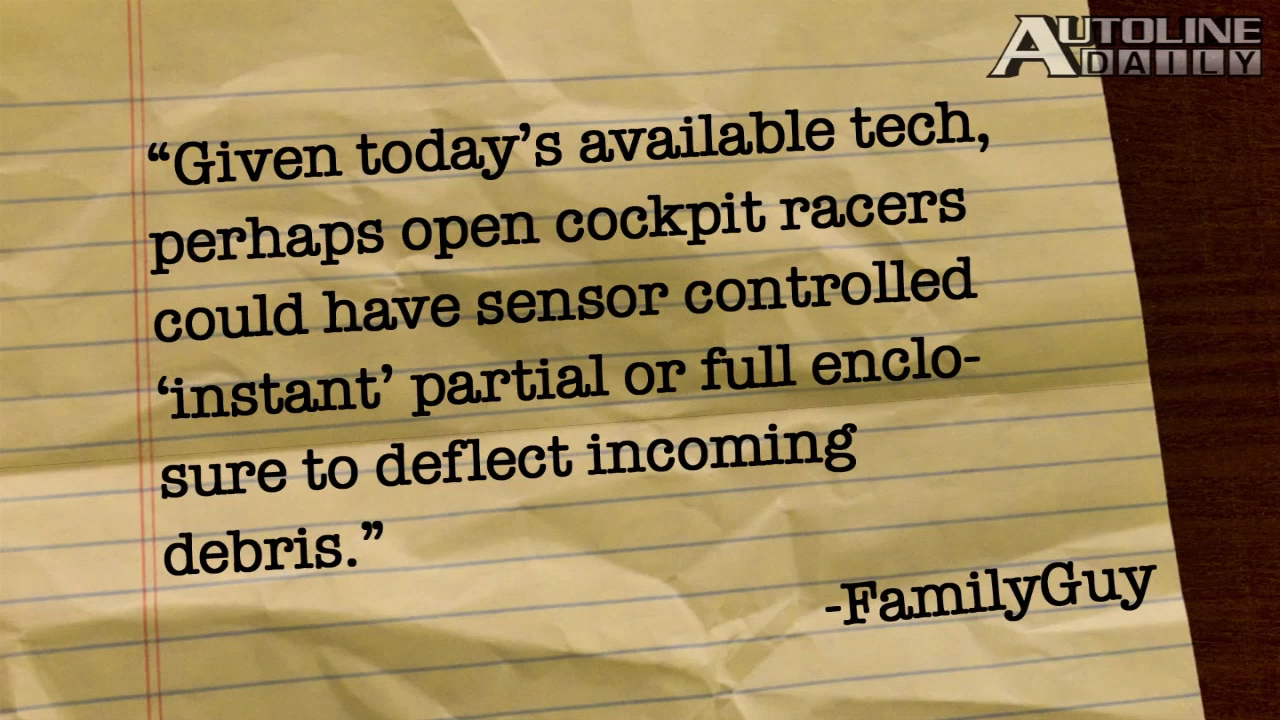 AUTOLINE
DAILY
“Given today’s available tech,
perhaps open cockpit racers
could have sensor controlled
‘instant’ partial or full enclo-
sure to deflect incoming
debris.”
-FamilyGuy